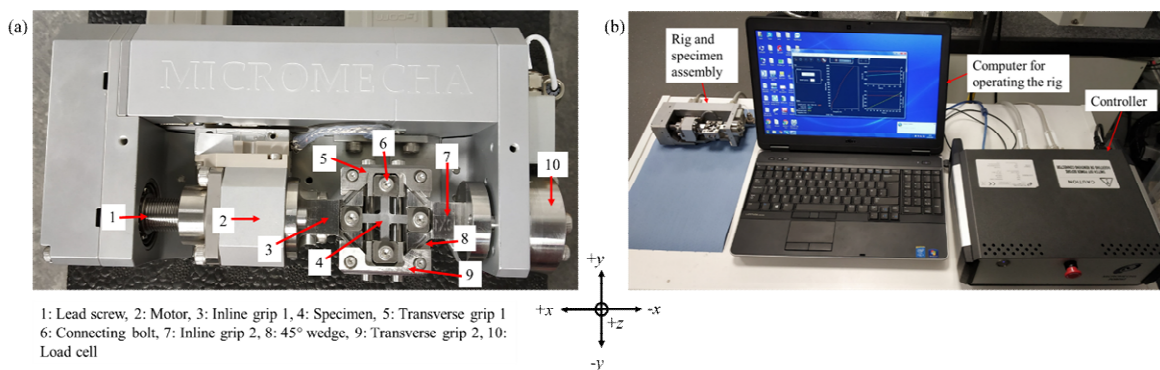 (a)
MICROMECHA
1
2
3
4
5
6
7
8
9
10
1: Lead screw, 2: Motor, 3: Inline grip 1, 4: Specimen, 5: Transverse grip 1
6: Connecting bolt, 7: Inline grip 2, 8: 45° wedge, 9: Transverse grip 2, 10:
Load cell
+y
+x
-x
+z
-y
(b)
Rig and
specimen
assembly
Computer for
operating the rig
Controller
CAUTION